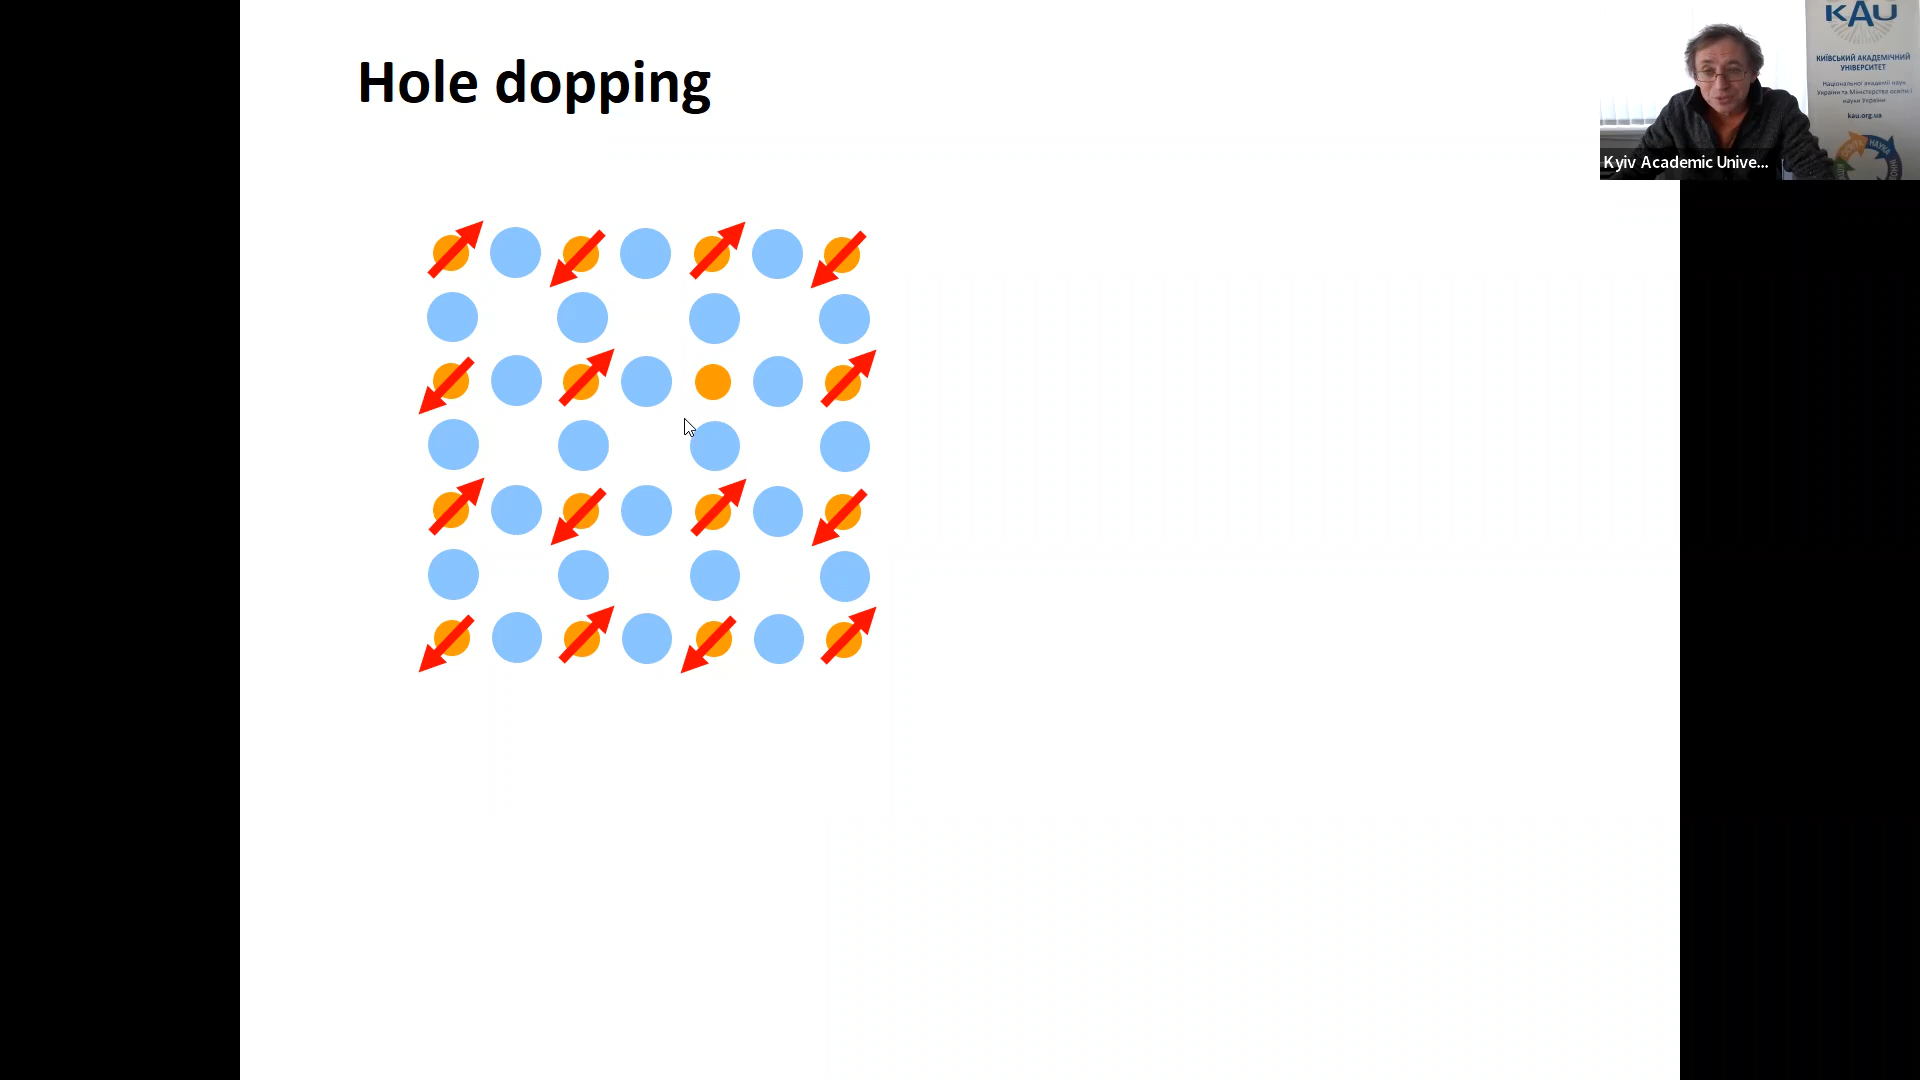 Hole dopping
KAU
КИЇВСЬКИЙ АКАДЕМІЧНИЙ
УНІВЕРСИТЕТ
Національної академії наук
України та Міністерства освіти і
науки України
kau.org.ua
НАУКА
Kyiv Academic Unive...